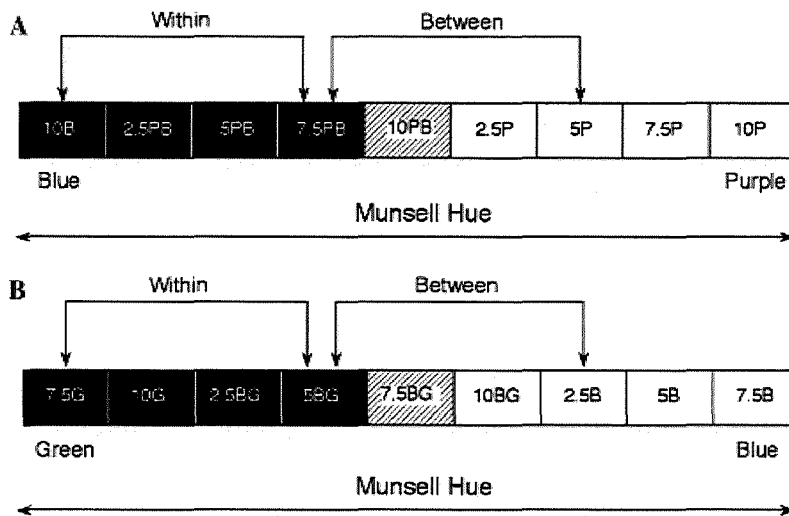 A
Within Between
10B 2.5PB 5PB 7.5PB 10PB 2.5P 5P 7.5P 10P
Blue Purple
Munsell Hue
B
Within Between
7.5G 10G 2.5BG 5BG 7.5BG 10BG 2.5B 5B 7.5B
Green Blue
Munsell Hue